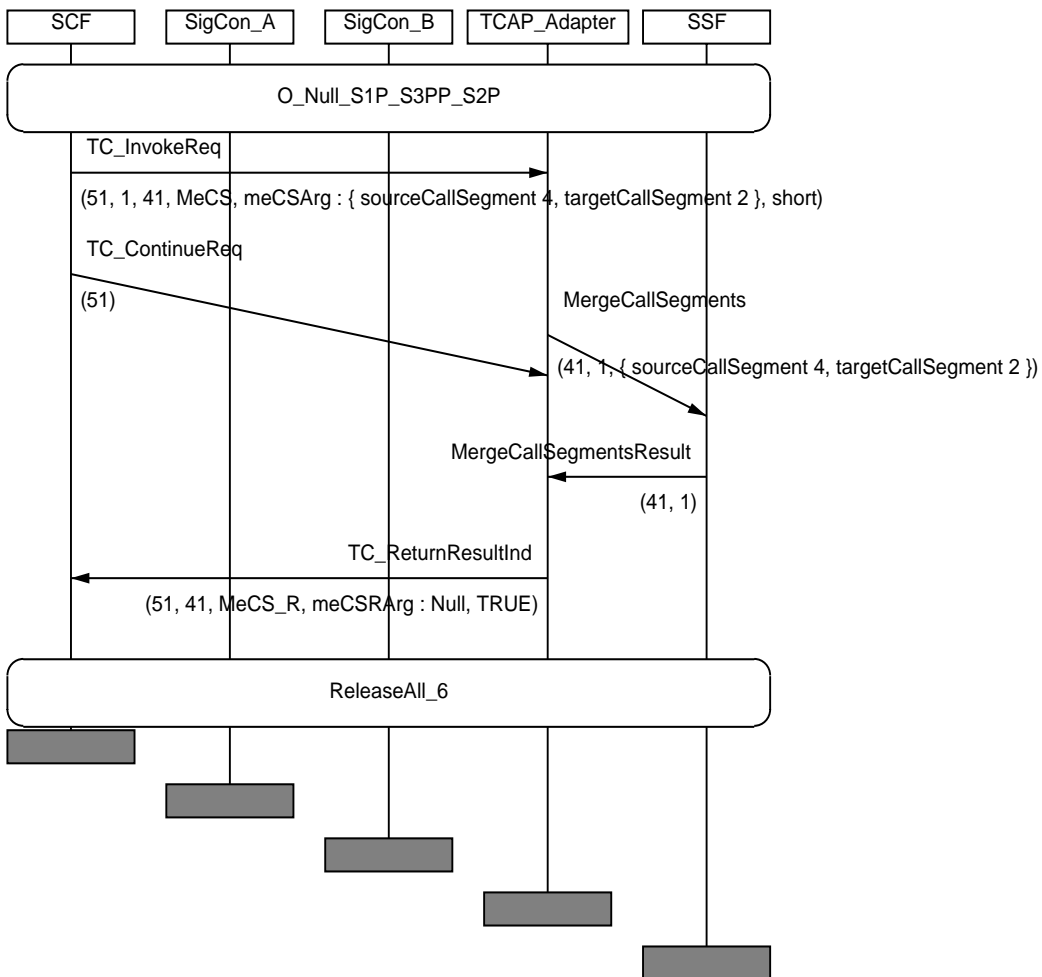 SCF SigCon_A SigCon_B TCAP_Adapter SSF
O_Null_S1P_S3PP_S2P
TC_InvokeReq
(51, 1, 41, MeCS, meCSArg : { sourceCallSegment 4, targetCallSegment 2 }, short)
TC_ContinueReq
(51)
MergeCallSegments
(41, 1, { sourceCallSegment 4, targetCallSegment 2 })
MergeCallSegmentsResult
(41, 1)
TC_ReturnResultInd
(51, 41, MeCS_R, meCSRArg : Null, TRUE)
ReleaseAll_6